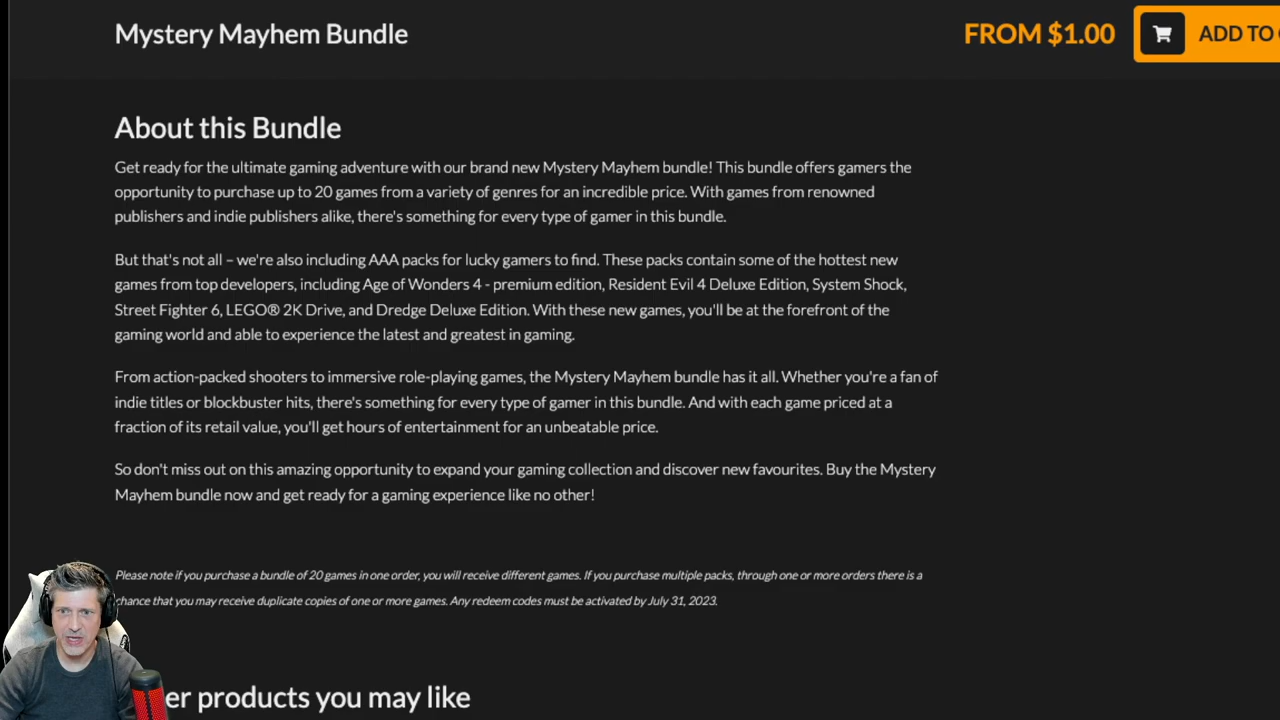 Mystery Mayhem Bundle
FROM $1.00
ADD TO
About this Bundle
Get ready for the ultimate gaming adventure with our brand new Mystery Mayhem bundle! This bundle offers gamers the
opportunity to purchase up to 20 games from a variety of genres for an incredible price. With games from renowned
publishers and indie publishers alike, there's something for every type of gamer in this bundle.
But that's not all – we're also including AAA packs for lucky gamers to find. These packs contain some of the hottest new
games from top developers, including Age of Wonders 4 - premium edition, Resident Evil 4 Deluxe Edition, System Shock,
Street Fighter 6, LEGO® 2K Drive, and Dredge Deluxe Edition. With these new games, you'll be at the forefront of the
gaming world and able to experience the latest and greatest in gaming.
From action-packed shooters to immersive role-playing games, the Mystery Mayhem bundle has it all. Whether you're a fan of
indie titles or blockbuster hits, there's something for every type of gamer in this bundle. And with each game priced at a
fraction of its retail value, you'll get hours of entertainment for an unbeatable price.
So don't miss out on this amazing opportunity to expand your gaming collection and discover new favourites. Buy the Mystery
Mayhem bundle now and get ready for a gaming experience like no other!
Please note if you purchase a bundle of 20 games in one order, you will receive different games. If you purchase multiple packs, through one or more orders there is a
chance that you may receive duplicate copies of one or more games. Any redeem codes must be activated by July 31, 2023.
er products you may like